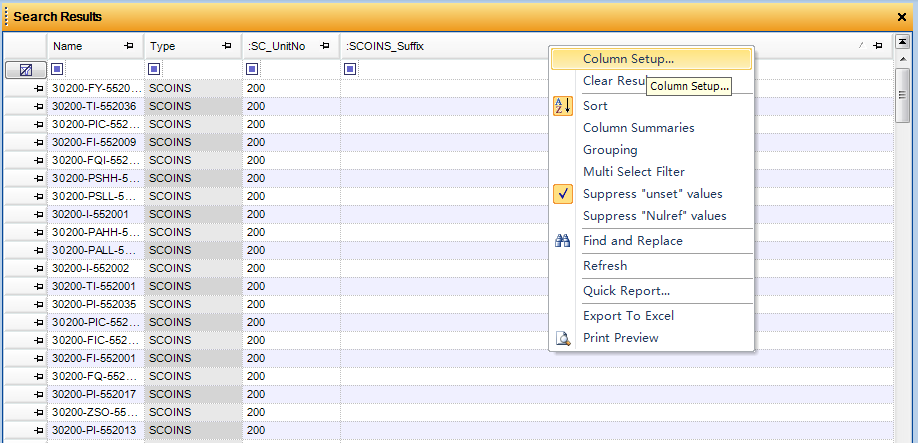 Search Results
Name Type :SC_UnitNo :SCOINS_Suffix
30200-FY-5520... SCOINS 200
30200-TI-552036 SCOINS 200
30200-PIC-552... SCOINS 200
30200-FI-552009 SCOINS 200
30200-FQI-552... SCOINS 200
30200-PSHH-5... SCOINS 200
30200-PSLL-5... SCOINS 200
30200-I-552001 SCOINS 200
30200-PAHH-5... SCOINS 200
30200-PALL-5... SCOINS 200
30200-I-552002 SCOINS 200
30200-TI-552001 SCOINS 200
30200-PI-552035 SCOINS 200
30200-PIC-552... SCOINS 200
30200-FIC-552... SCOINS 200
30200-FI-552001 SCOINS 200
30200-FQ-552... SCOINS 200
30200-PI-552017 SCOINS 200
30200-ZSO-55... SCOINS 200
30200-PI-552013 SCOINS 200
Column Setup...
Clear Resu
Column Setup...
Sort
Column Summaries
Grouping
Multi Select Filter
Suppress "unset" values
Suppress "Nulref" values
Find and Replace
Refresh
Quick Report...
Export To Excel
Print Preview